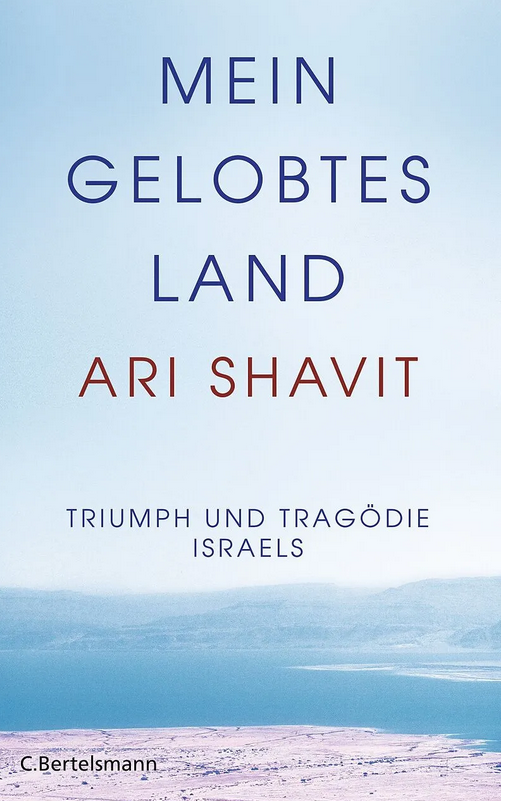 MEIN
GELOBTES
LAND
ARI SHAVIT
TRIUMPH UND TRAGÖDIE
ISRAELS
C.Bertelsmann